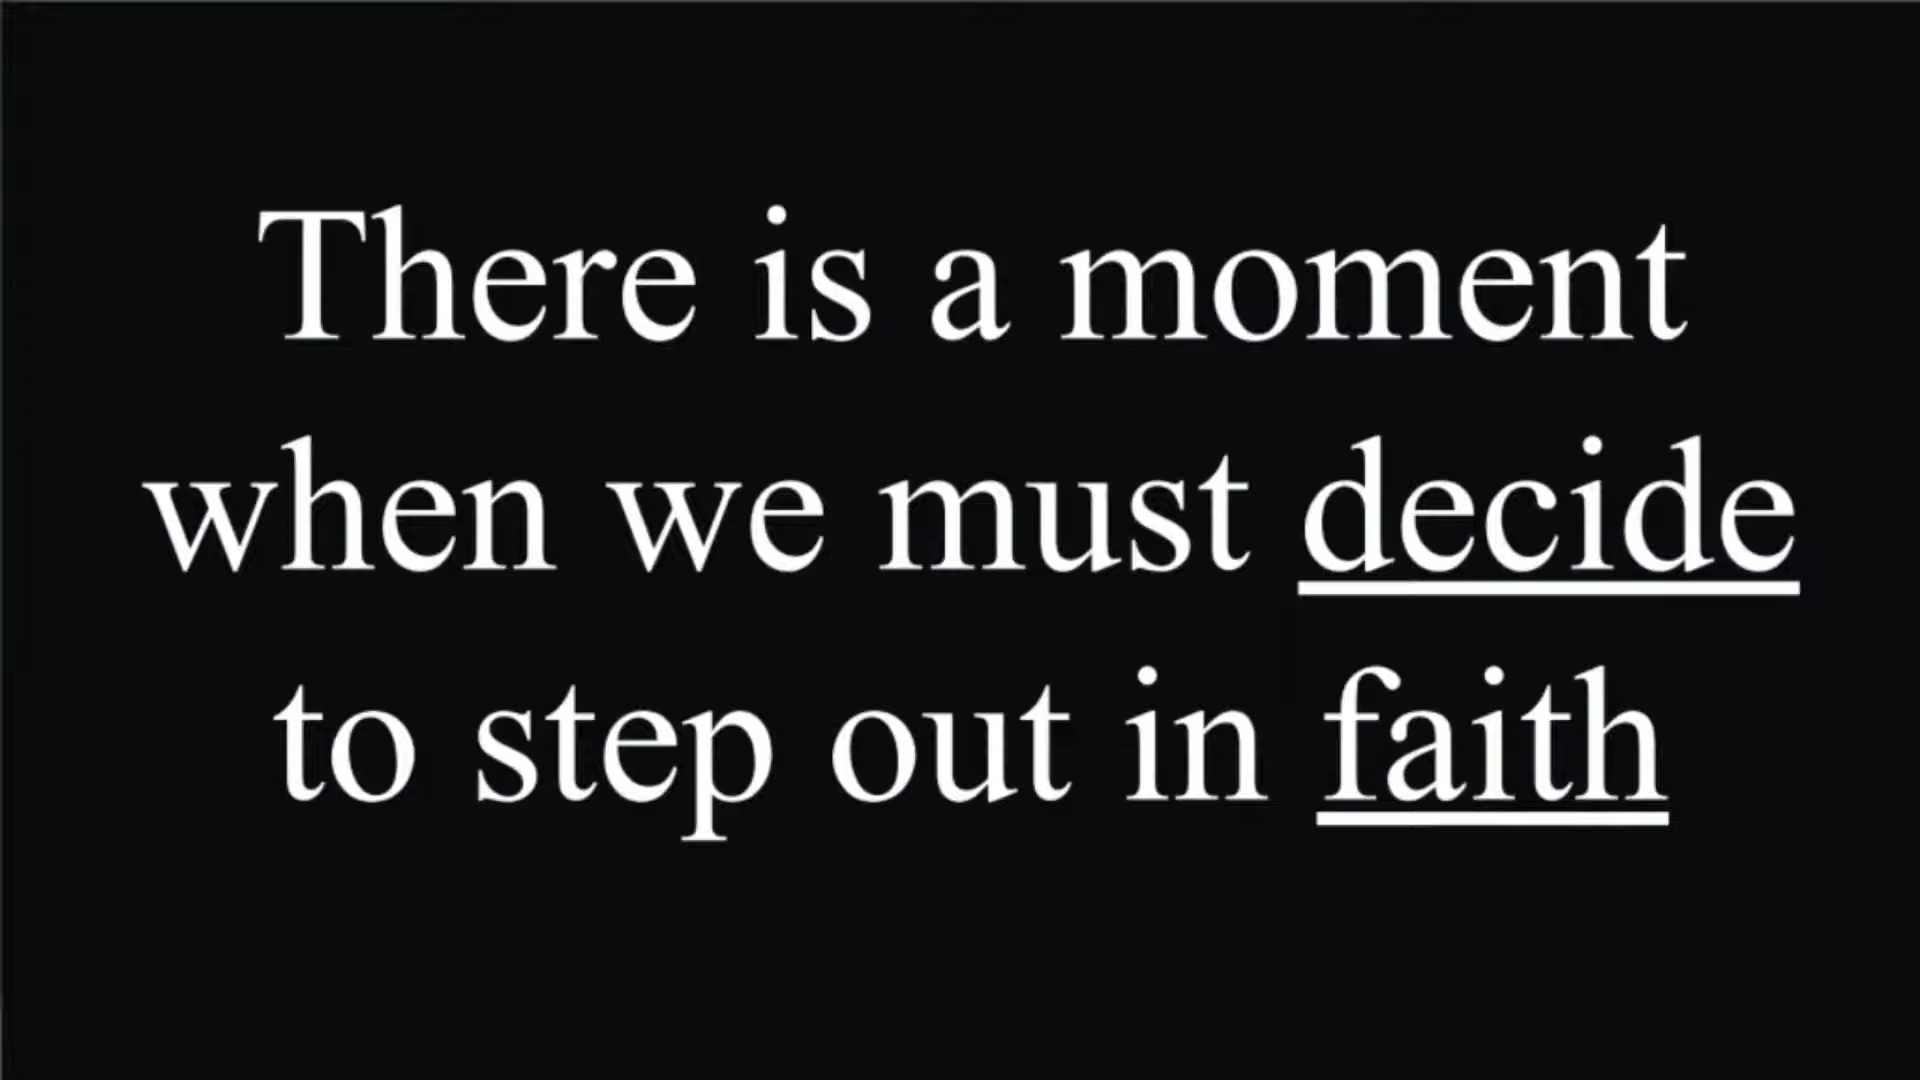 There is a moment
when we must decide
to step out in faith